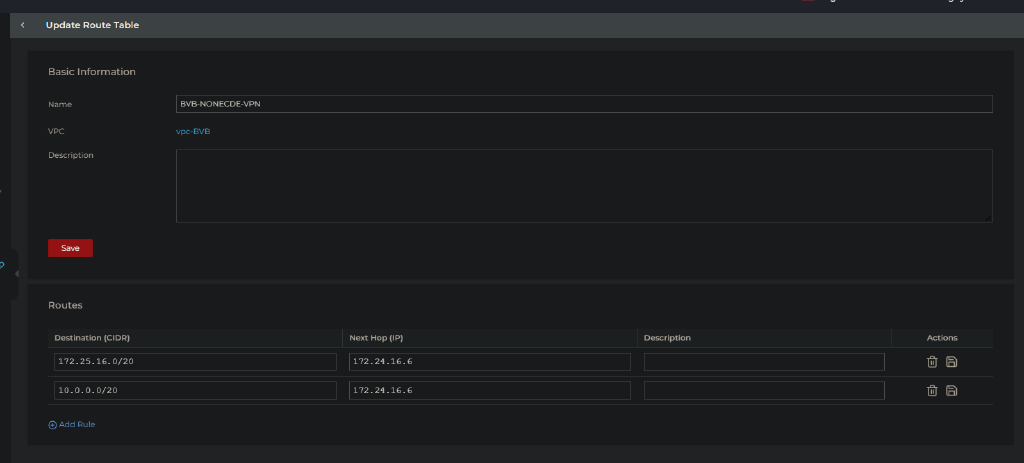 Update Route Table
Basic Information
Name
BVB-NONECDE-VPN
VPC
vpc-BVB
Description
Save
Routes
Destination (CIDR) Next Hop (IP) Description Actions
172.25.16.0/20 172.24.16.6
10.0.0.0/20 172.24.16.6
Add Rule